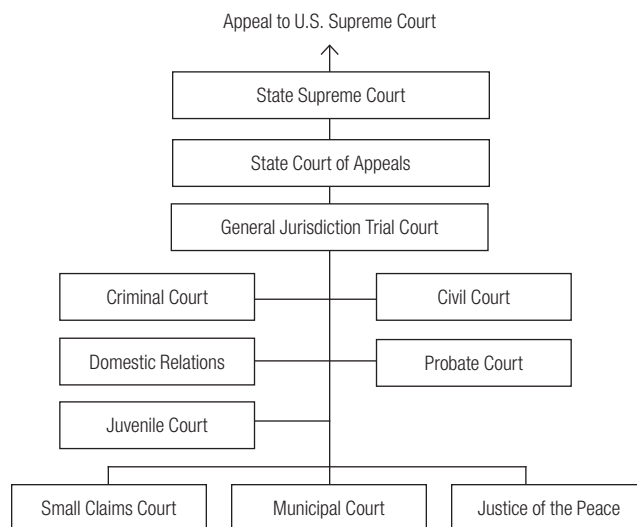 Appeal to U.S. Supreme Court
State Supreme Court
State Court of Appeals
General Jurisdiction Trial Court
Criminal Court
Civil Court
Domestic Relations
Probate Court
Juvenile Court
Small Claims Court
Municipal Court
Justice of the Peace